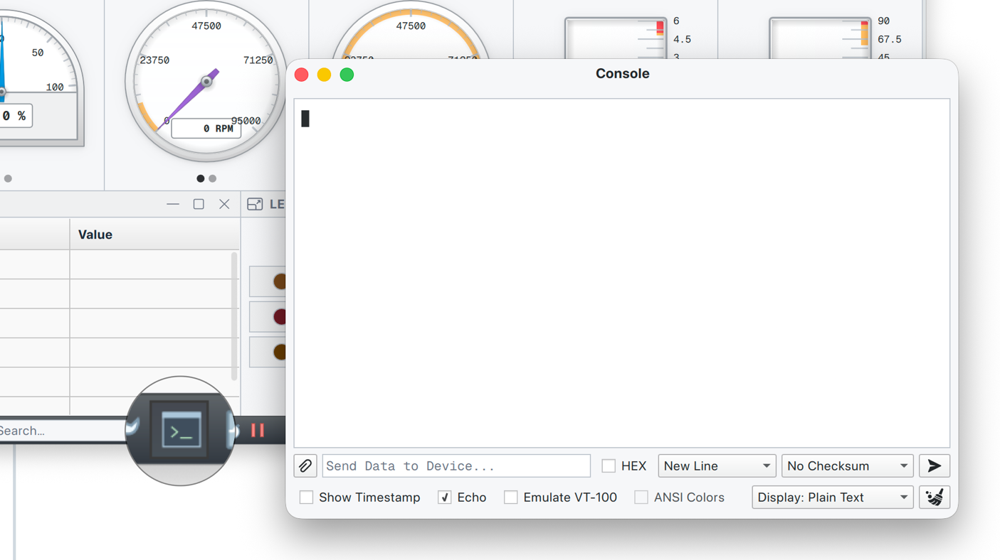 47500
23750
71250
0
95000
0 RPM
50
100
0 %
47500
6
4.5
3
90
67.5
45
Console
LE
Value
Search...
>_
Send Data to Device...
HEX
New Line
No Checksum
Show Timestamp
Echo
Emulate VT-100
ANSI Colors
Display: Plain Text